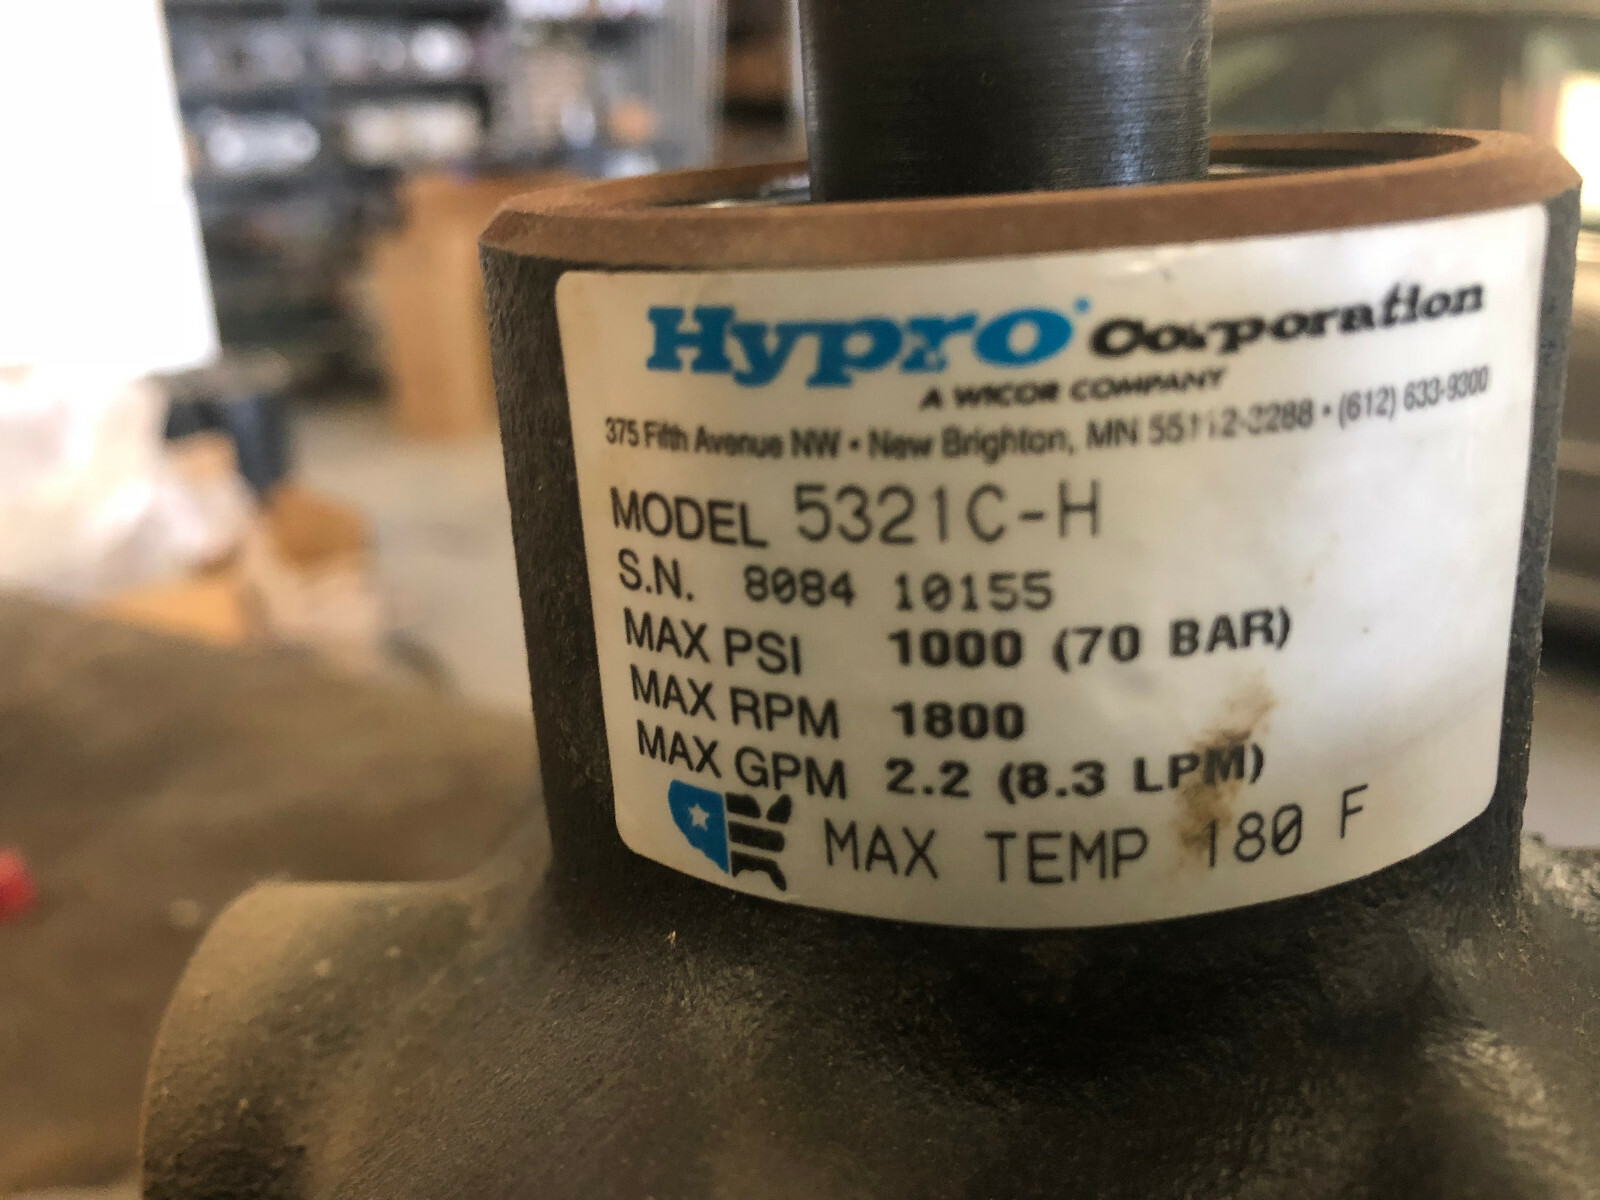 Hypro Corporation
A WICOR COMPANY
375 Fifth Avenue NW • New Brighton, MN 55112-2288 • (612) 633-9300
MODEL 5321C-H
S.N. 8084 10155
MAX PSI 1000 (70 BAR)
MAX RPM 1800
MAX GPM 2.2 (8.3 LPM)
MAX TEMP 180 F